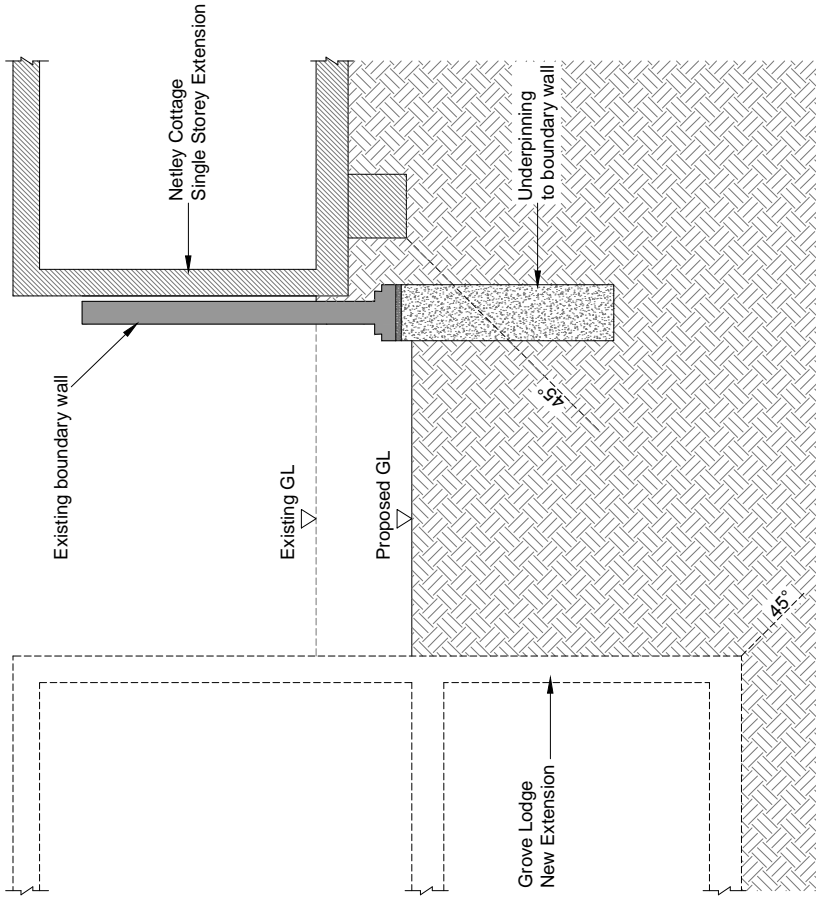 Netley Cottage
Single Storey Extension
Existing boundary wall
Underpinning
to boundary wall
Existing GL
Proposed GL
45°
45°
Grove Lodge
New Extension